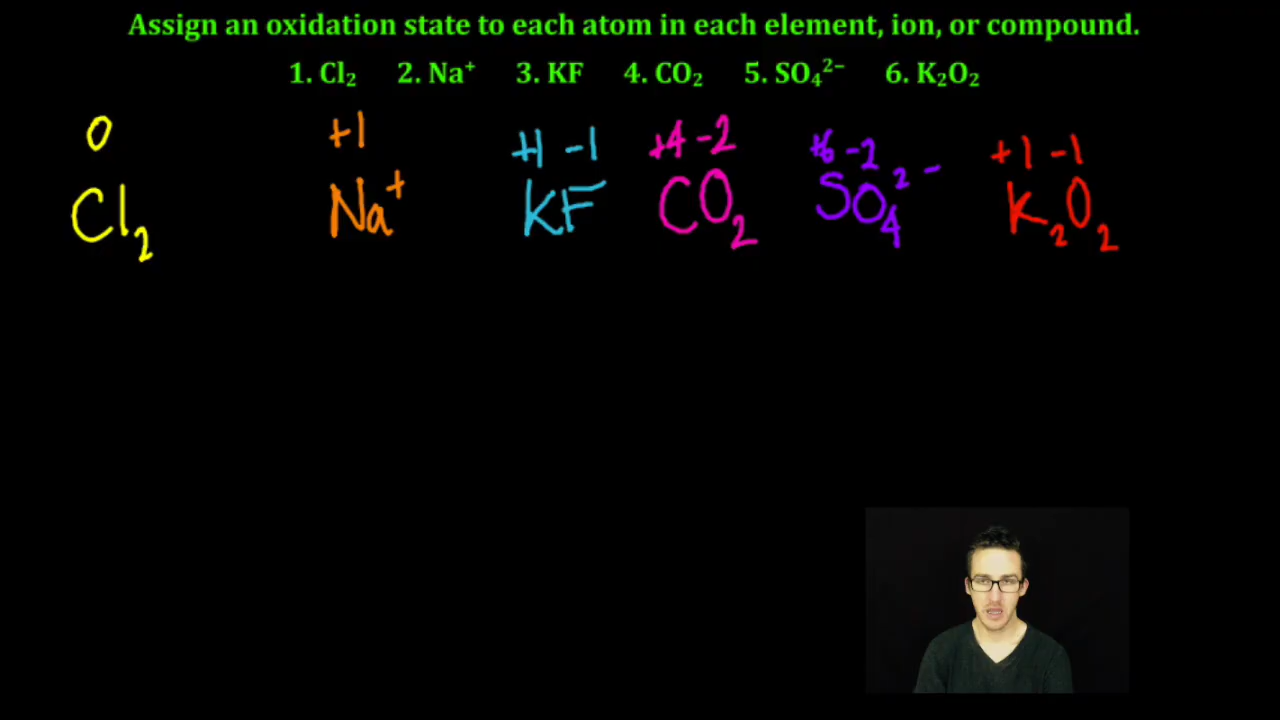 Assign an oxidation state to each atom in each element, ion, or compound.
1. Cl₂ 2. Na⁺ 3. KF 4. CO₂ 5. SO₄²⁻ 6. K₂O₂
0 +1 +1 -1 +4 -2 +6 -2 +1 -1
Cl₂ Na⁺ KF CO₂ SO₄²⁻ K₂O₂